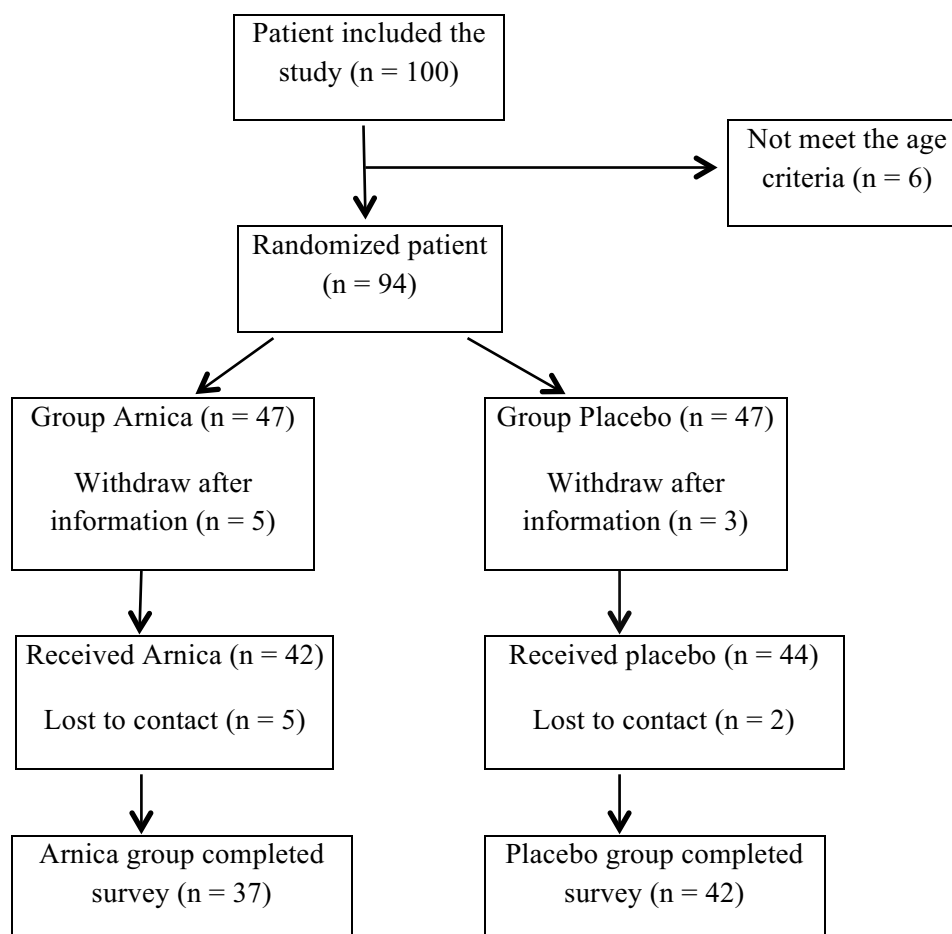 Patient included the
study (n = 100)
Not meet the age
criteria (n = 6)
Randomized patient
(n = 94)
Group Arnica (n = 47)
Withdraw after
information (n = 5)
Group Placebo (n = 47)
Withdraw after
information (n = 3)
Received Arnica (n = 42)
Lost to contact (n = 5)
Received placebo (n = 44)
Lost to contact (n = 2)
Arnica group completed
survey (n = 37)
Placebo group completed
survey (n = 42)